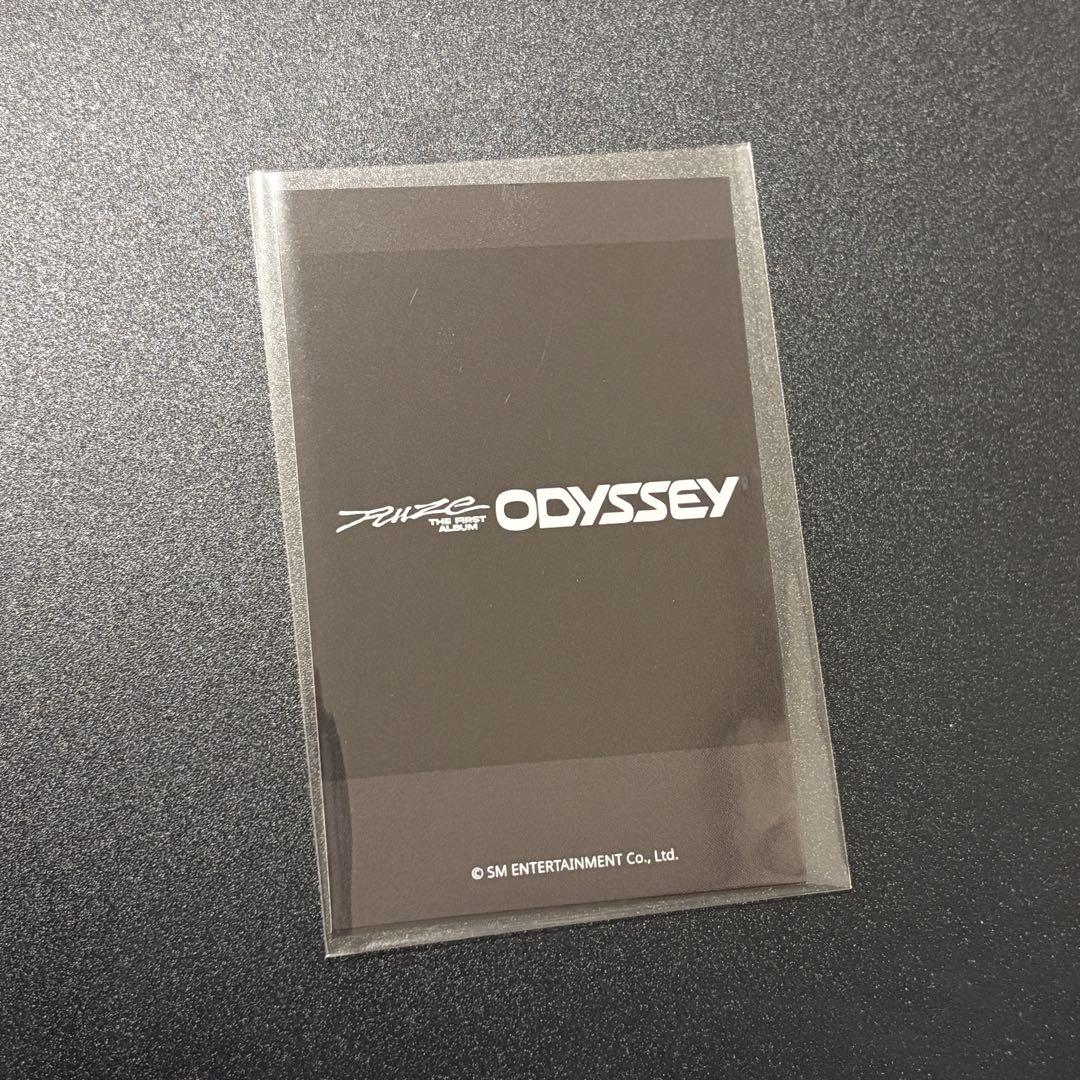 RIIZE
THE FIRST
ALBUM
ODYSSEY
© SM ENTERTAINMENT Co., Ltd.